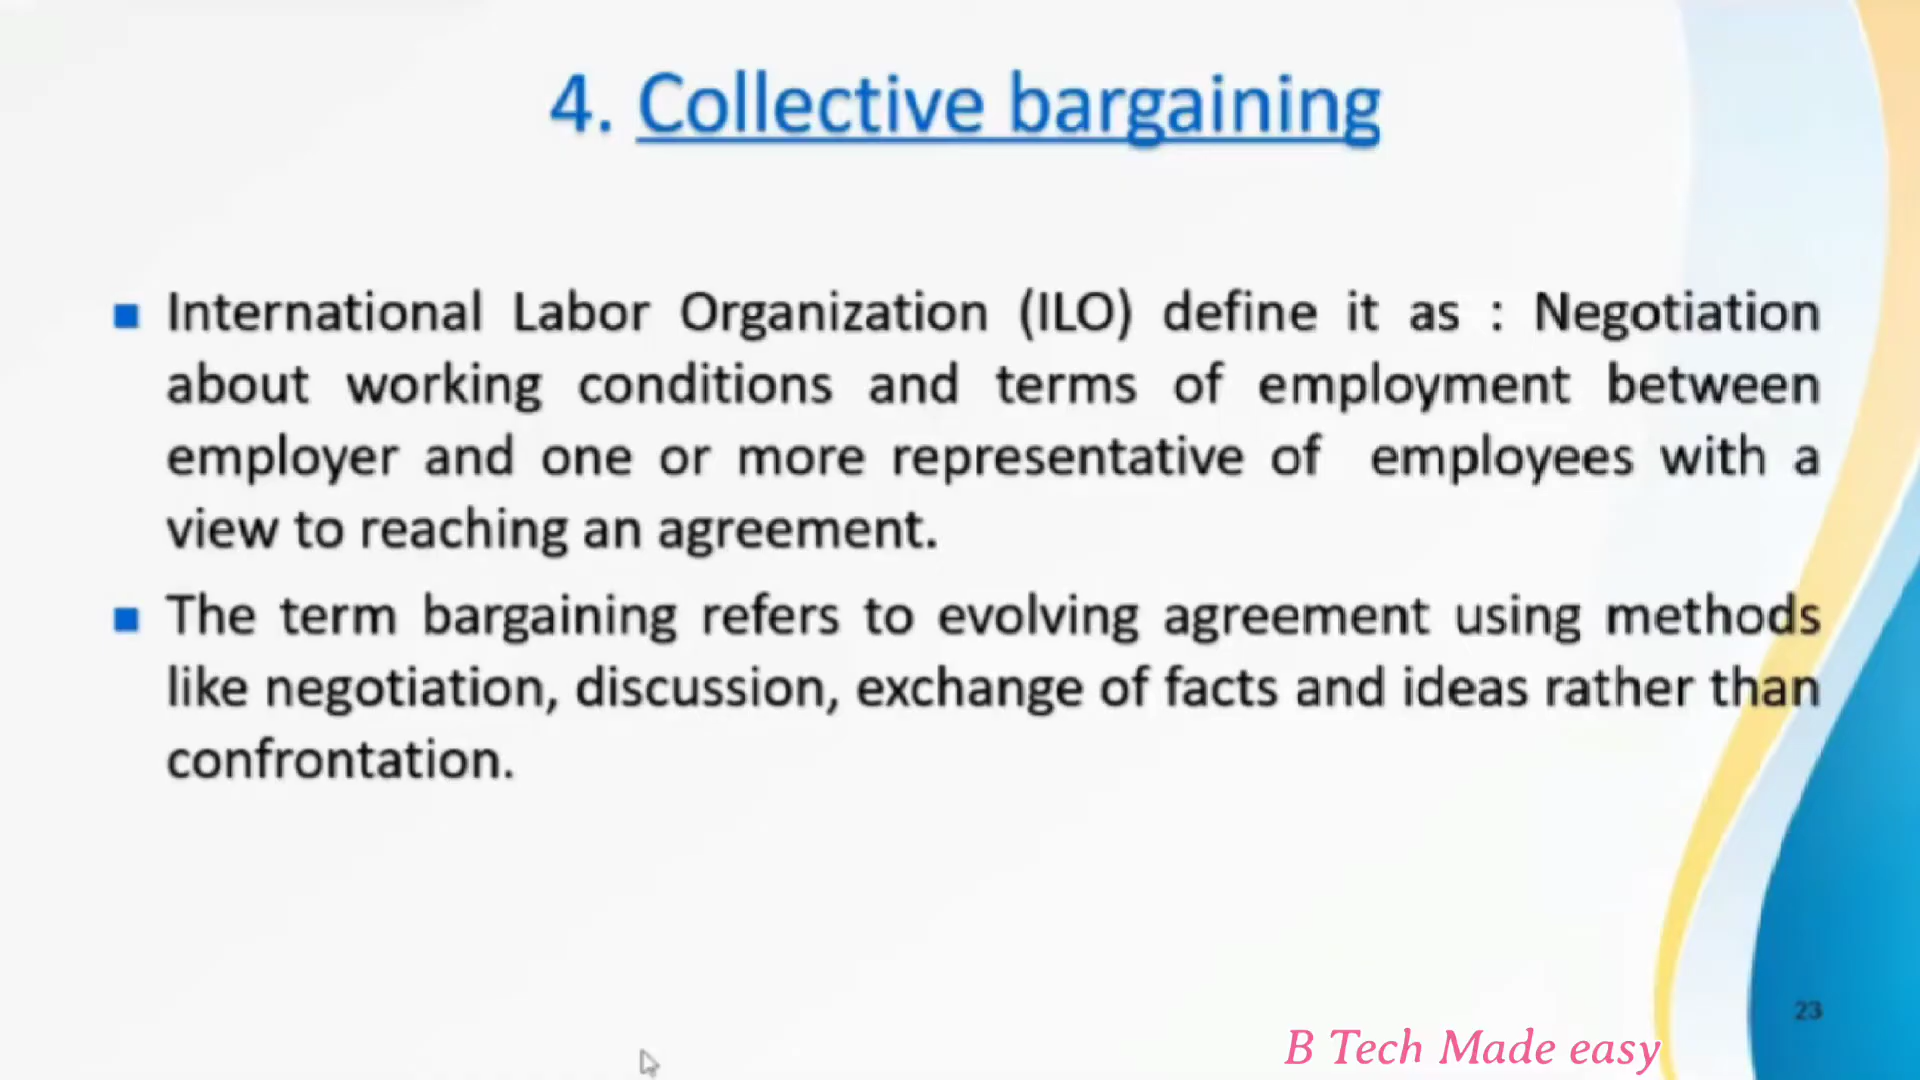 4. Collective bargaining
International Labor Organization (ILO) define it as : Negotiation
about working conditions and terms of employment between
employer and one or more representative of employees with a
view to reaching an agreement.
The term bargaining refers to evolving agreement using methods
like negotiation, discussion, exchange of facts and ideas rather than
confrontation.
23
B Tech Made easy